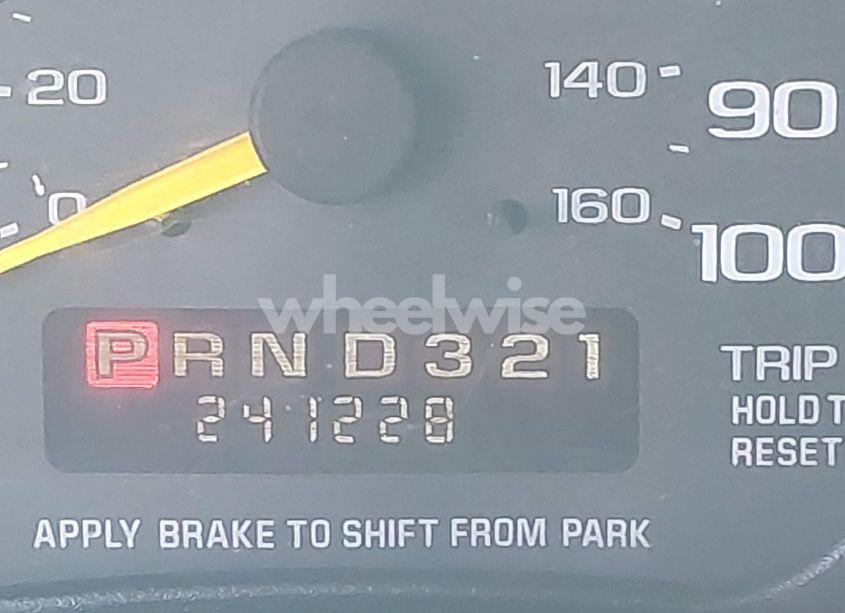 20
140
90
0
160
100
wheelwise
PRND321
241228
TRIP
HOLD T
RESET
APPLY BRAKE TO SHIFT FROM PARK